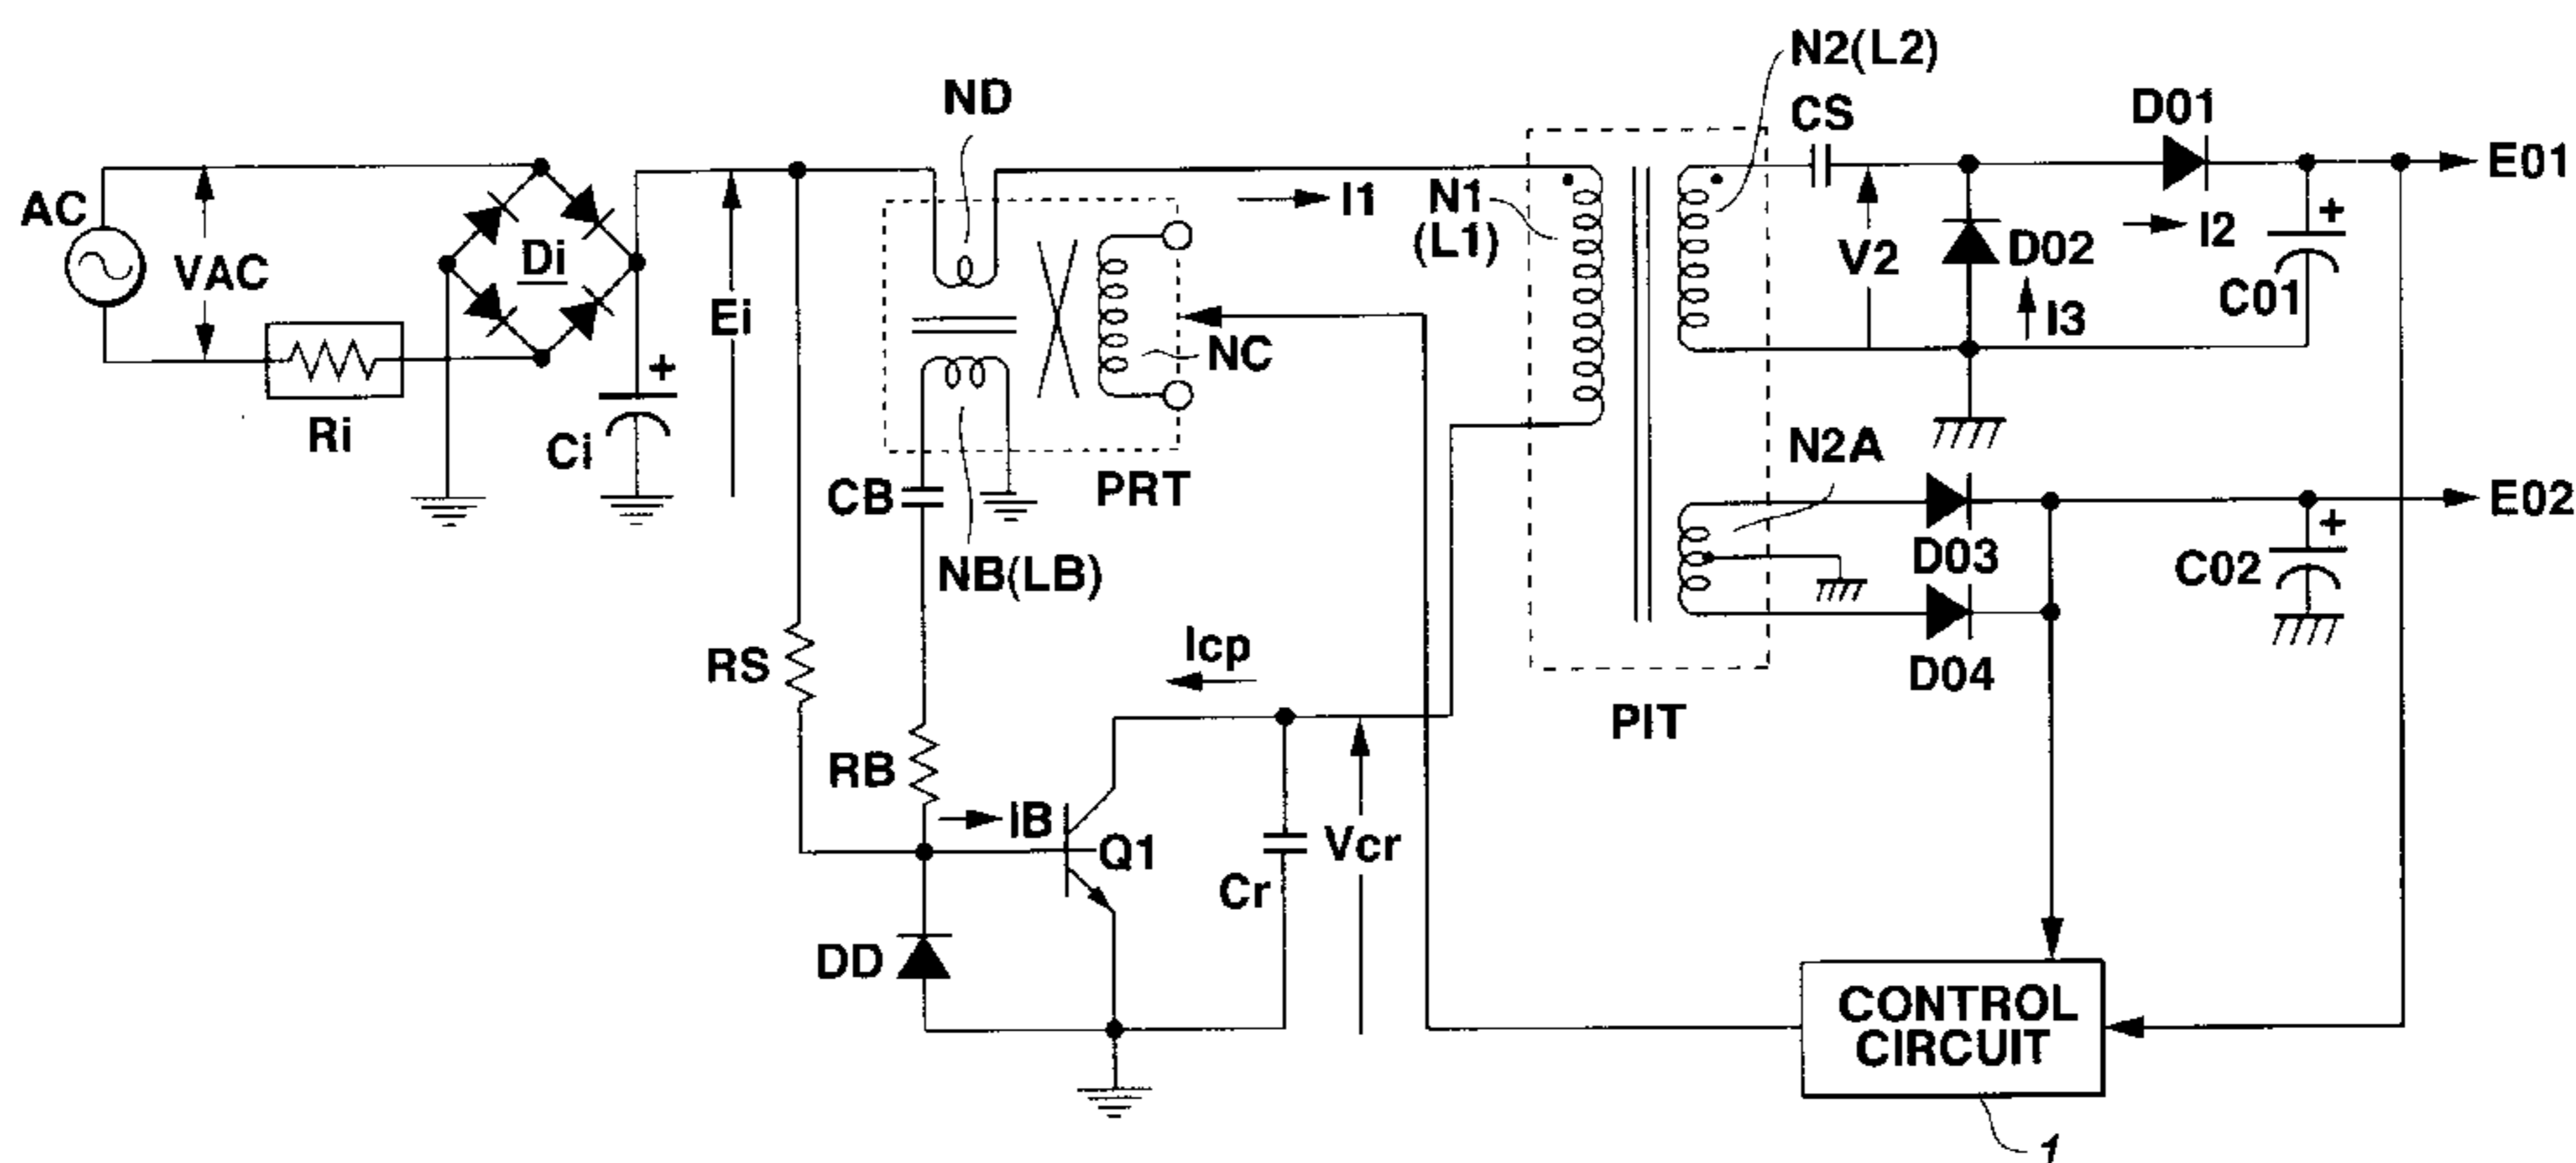 AC
VAC
Ri
Di
Ci
Ei
ND
NC
PRT
CB
NB(LB)
RS
RB
IB
Q1
DD
Icp
Cr
Vcr
I1
N1
(L1)
PIT
N2(L2)
CS
V2
D01
D02
I2
I3
C01
E01
N2A
D03
D04
C02
E02
+
+
+
CONTROL
CIRCUIT
1